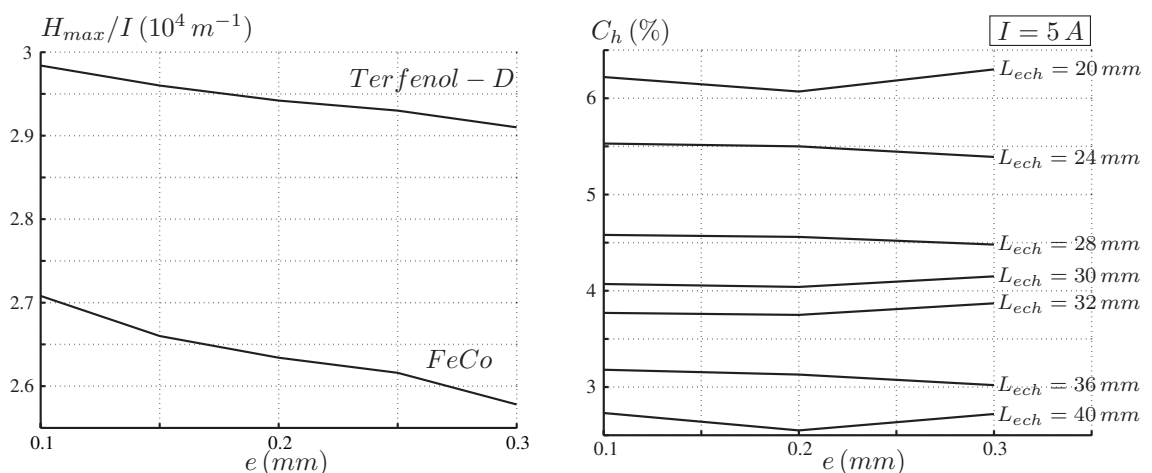 H_max/I (10^4 m^−1)
3
2.9
2.8
2.7
2.6
0.1
0.2
0.3
e (mm)
Terfenol − D
FeCo
C_h (%)
I = 5 A
6
5
4
3
0.1
0.2
0.3
e (mm)
L_ech = 20 mm
L_ech = 24 mm
L_ech = 28 mm
L_ech = 30 mm
L_ech = 32 mm
L_ech = 36 mm
L_ech = 40 mm